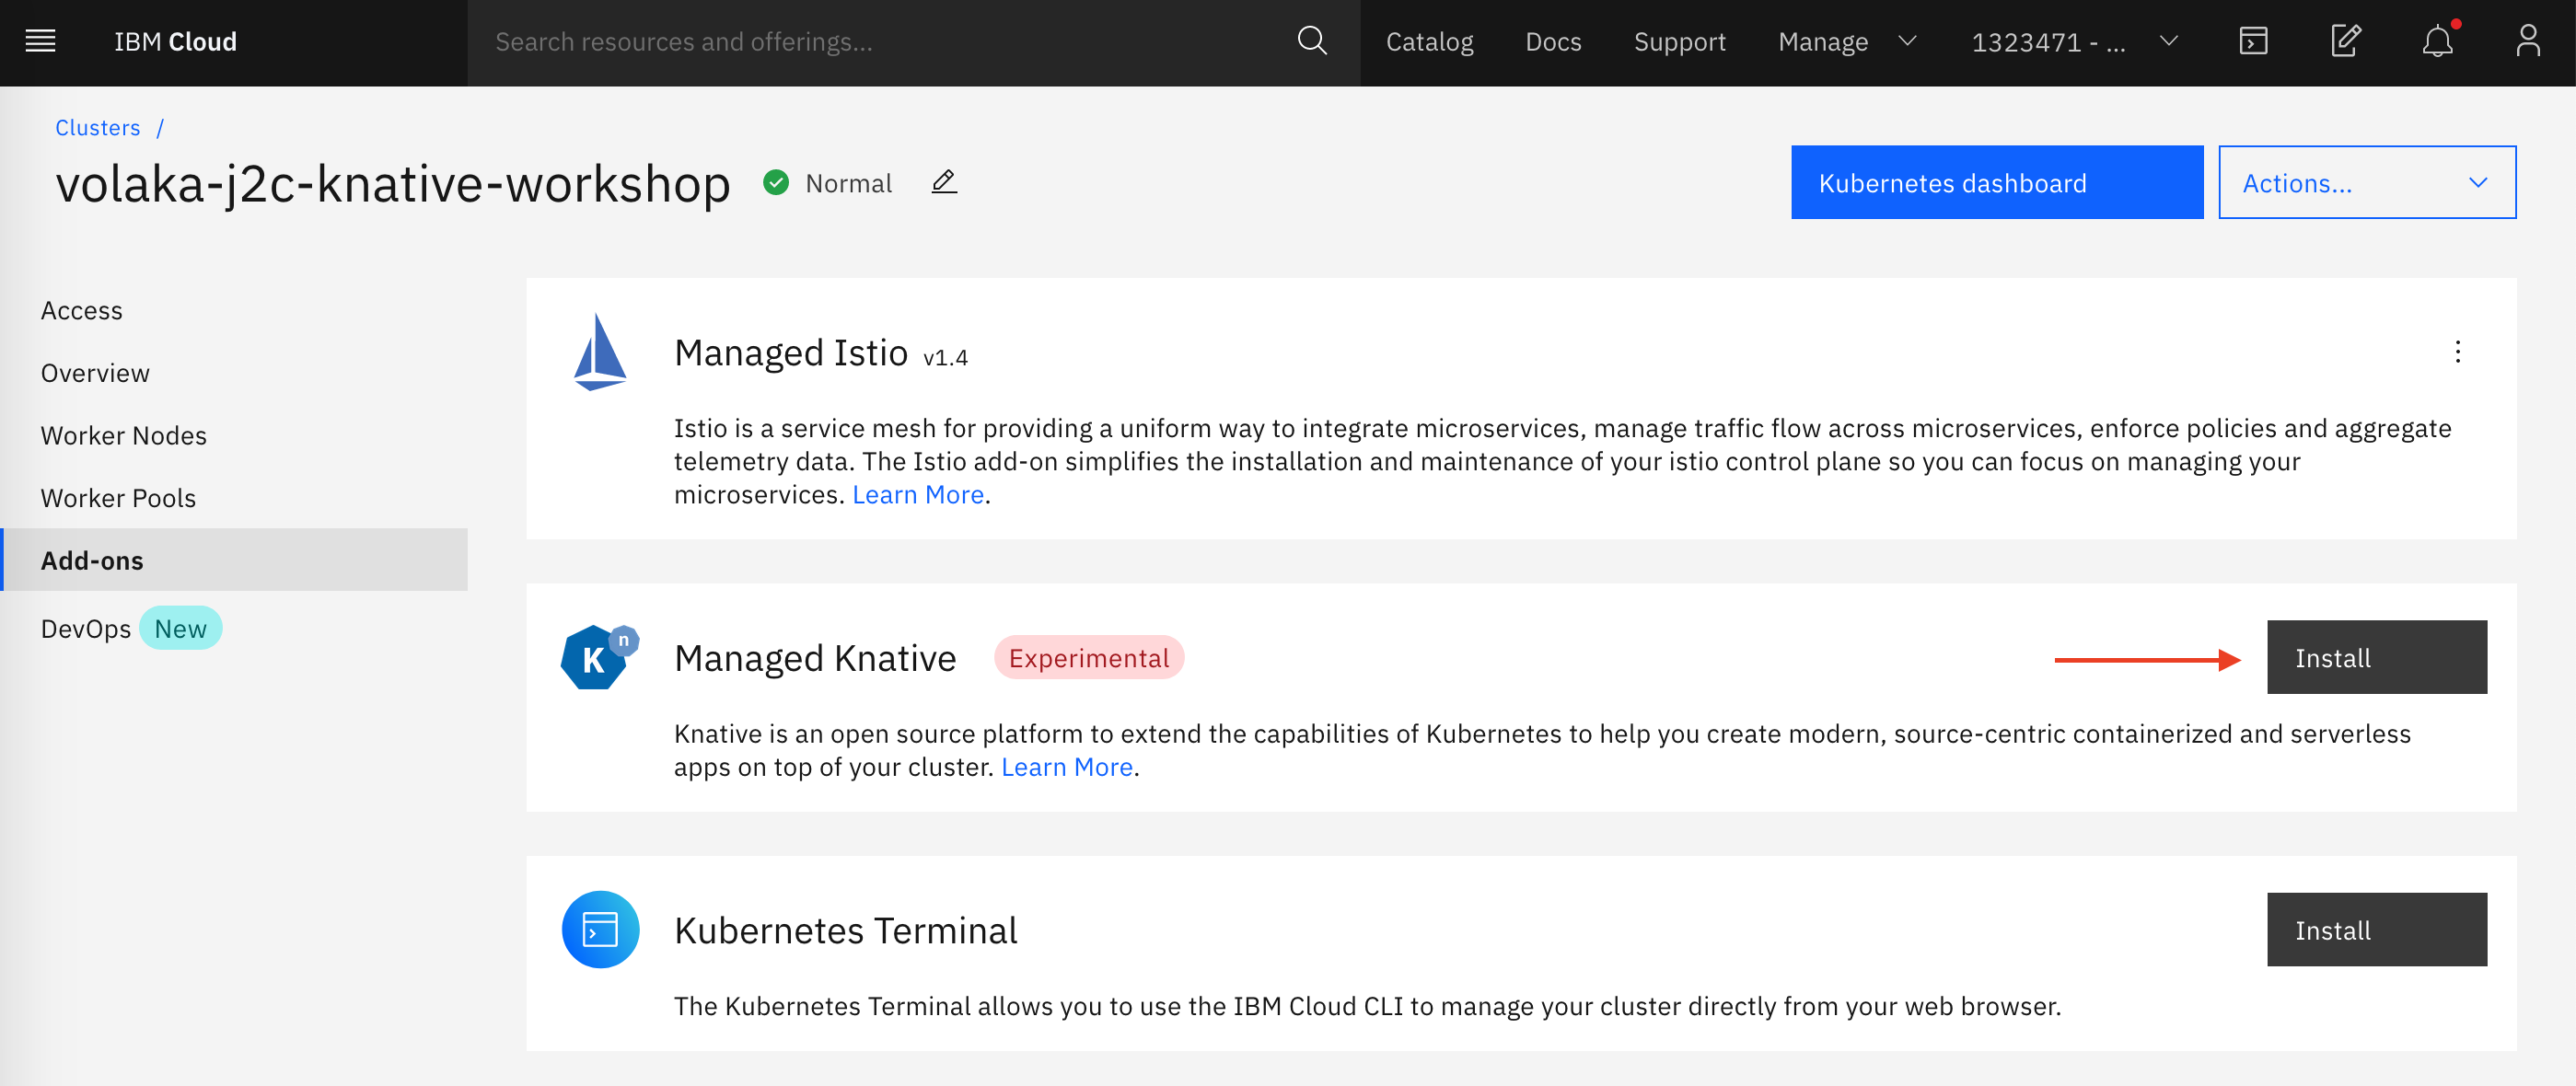 IBM Cloud
Search resources and offerings...
Catalog
Docs
Support
Manage
1323471 - ...
Clusters /
volaka-j2c-knative-workshop
Normal
Kubernetes dashboard
Actions...
Access
Overview
Worker Nodes
Worker Pools
Add-ons
DevOps New
Managed Istio v1.4
Istio is a service mesh for providing a uniform way to integrate microservices, manage traffic flow across microservices, enforce policies and aggregate
telemetry data. The Istio add-on simplifies the installation and maintenance of your istio control plane so you can focus on managing your
microservices. Learn More.
K n
Managed Knative
Experimental
Install
Knative is an open source platform to extend the capabilities of Kubernetes to help you create modern, source-centric containerized and serverless
apps on top of your cluster. Learn More.
Kubernetes Terminal
Install
The Kubernetes Terminal allows you to use the IBM Cloud CLI to manage your cluster directly from your web browser.